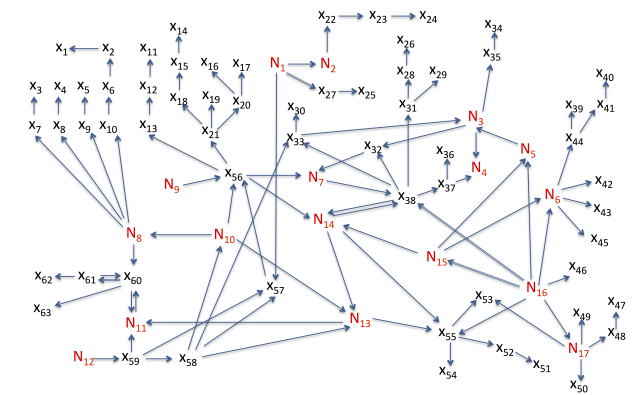 x₂₂ x₂₃ x₂₄
x₁₄ x₃₄
x₁ x₂ x₁₁ x₂₆ x₃₅
x₁₅ x₁₆ x₁₇ N₁ N₂ x₂₈ x₂₉ x₄₀
x₃ x₄ x₅ x₆ x₁₂ x₁₈ x₁₉ x₂₀ x₂₇ x₂₅ x₃₀ x₃₁ x₃₉ x₄₁
x₇ x₈ x₉ x₁₀ x₁₃ x₂₁ x₃₃ N₃ x₄₄
x₃₂ x₃₆ N₅
N₉ x₅₆ N₇ x₃₇ N₄ x₄₂
x₃₈ N₆ x₄₃
N₈ N₁₀ N₁₄ x₄₅
N₁₅ x₄₆
x₆₂ x₆₁ x₆₀ x₅₇ N₁₆
x₆₃ x₅₃ x₄₇
N₁₁ N₁₃ x₄₉
x₅₅ x₄₈
N₁₂ x₅₉ x₅₈ x₅₂ N₁₇
x₅₄ x₅₁
x₅₀